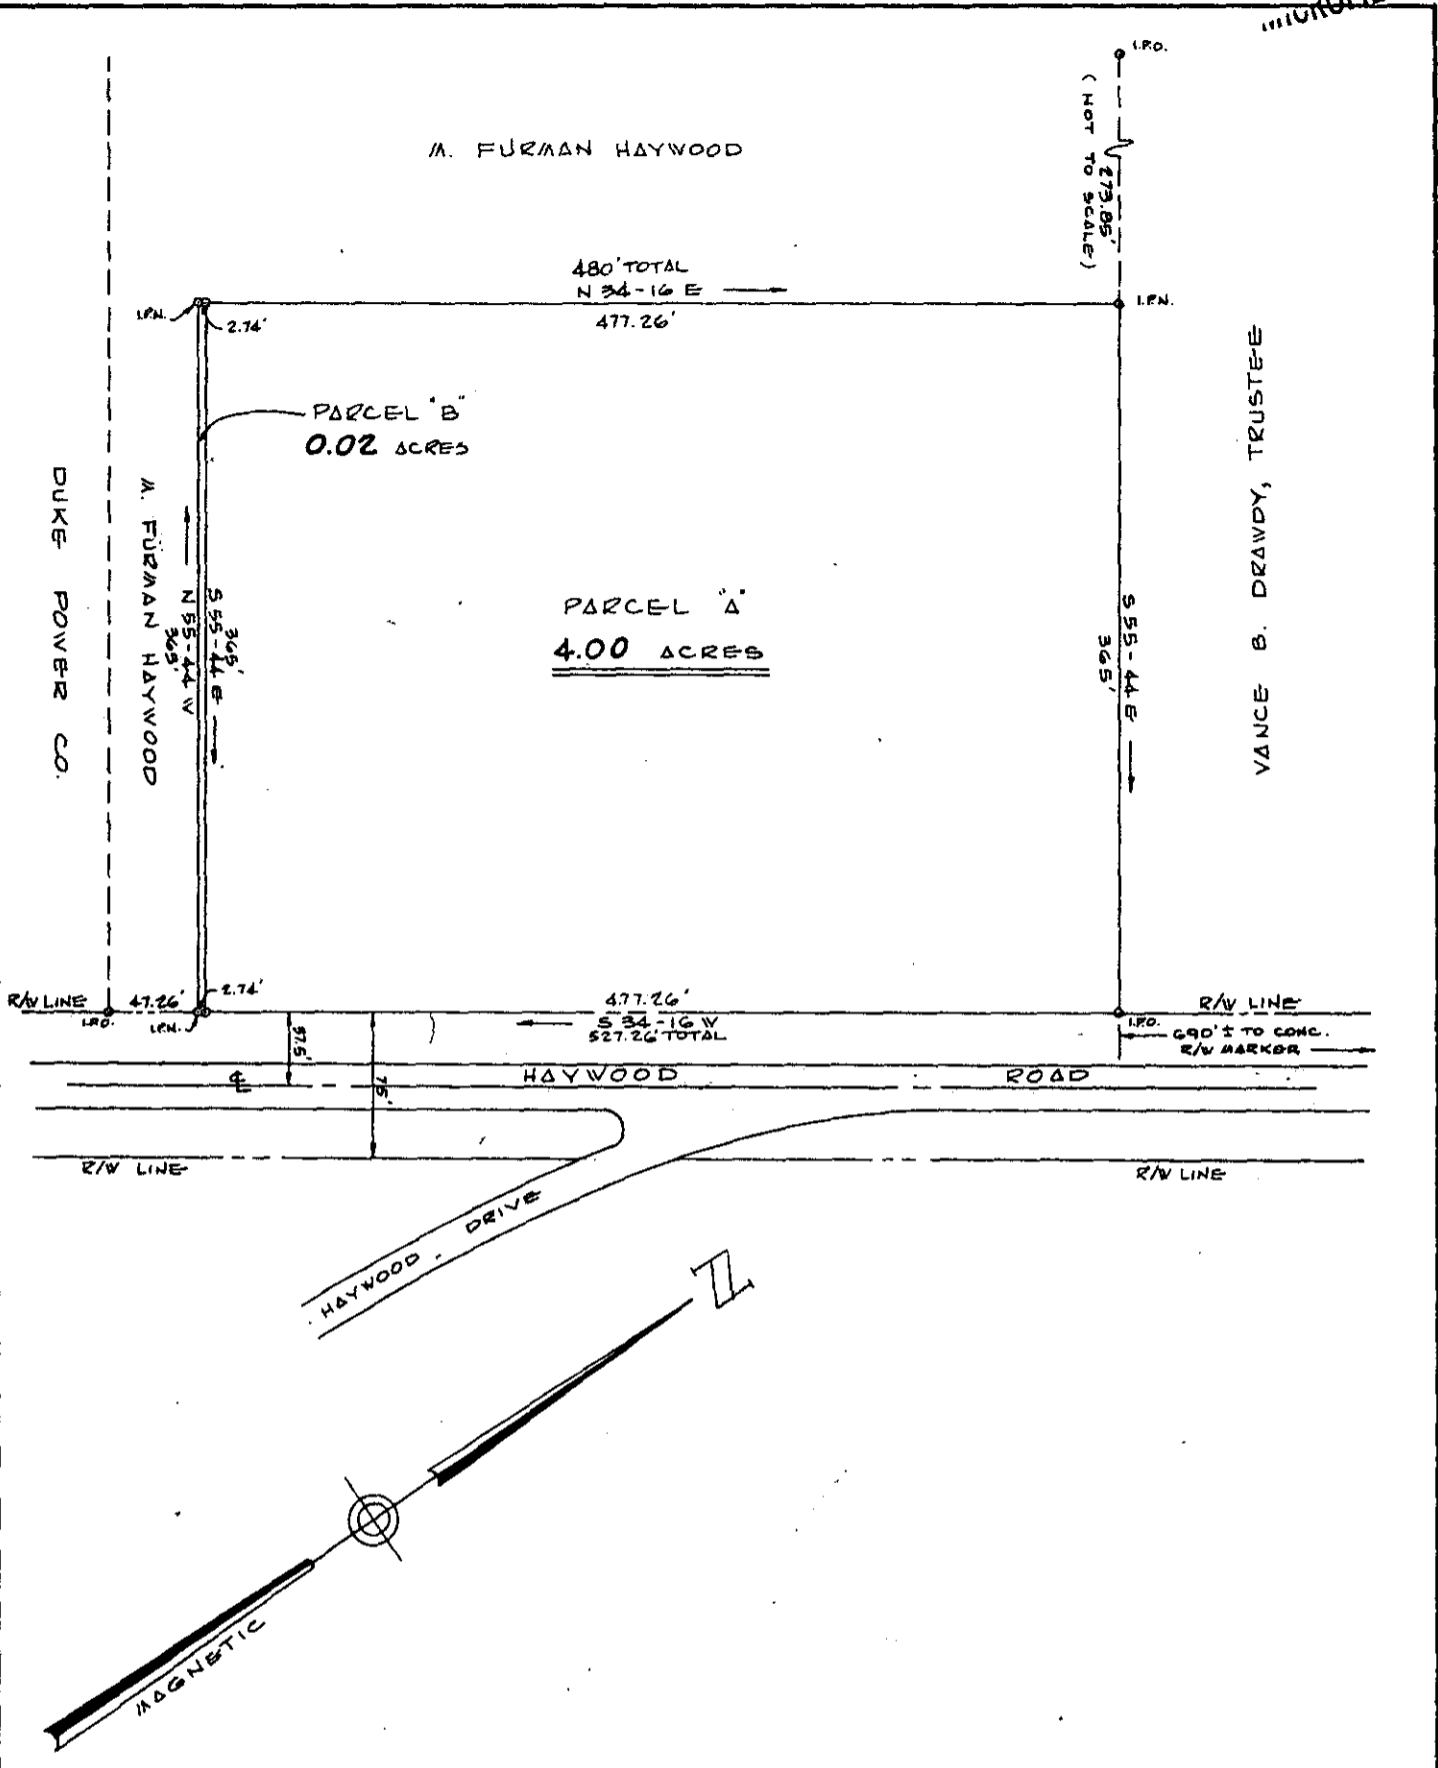 I.P.O.
( NOT TO SCALE )
273.85'
M. FURMAN HAYWOOD
480' TOTAL
N 34-16 E
477.26'
I.P.N.
2.74'
I.P.N.
PARCEL "B"
0.02 ACRES
DUKE POWER CO.
M. FURMAN HAYWOOD
N 55-44 W
365'
365'
S 55-44 E
PARCEL "A"
4.00 ACRES
S 55-44 E
365'
VANCE B. DRAWDY, TRUSTEE
R/W LINE
47.26'
2.74'
I.P.O.
I.P.N.
477.26'
S 34-16 W
527.26' TOTAL
R/W LINE
I.P.O.
690' ± TO CONC.
R/W MARKER
57.5'
75'
℄
HAYWOOD ROAD
R/W LINE
R/W LINE
HAYWOOD DRIVE
N
MAGNETIC